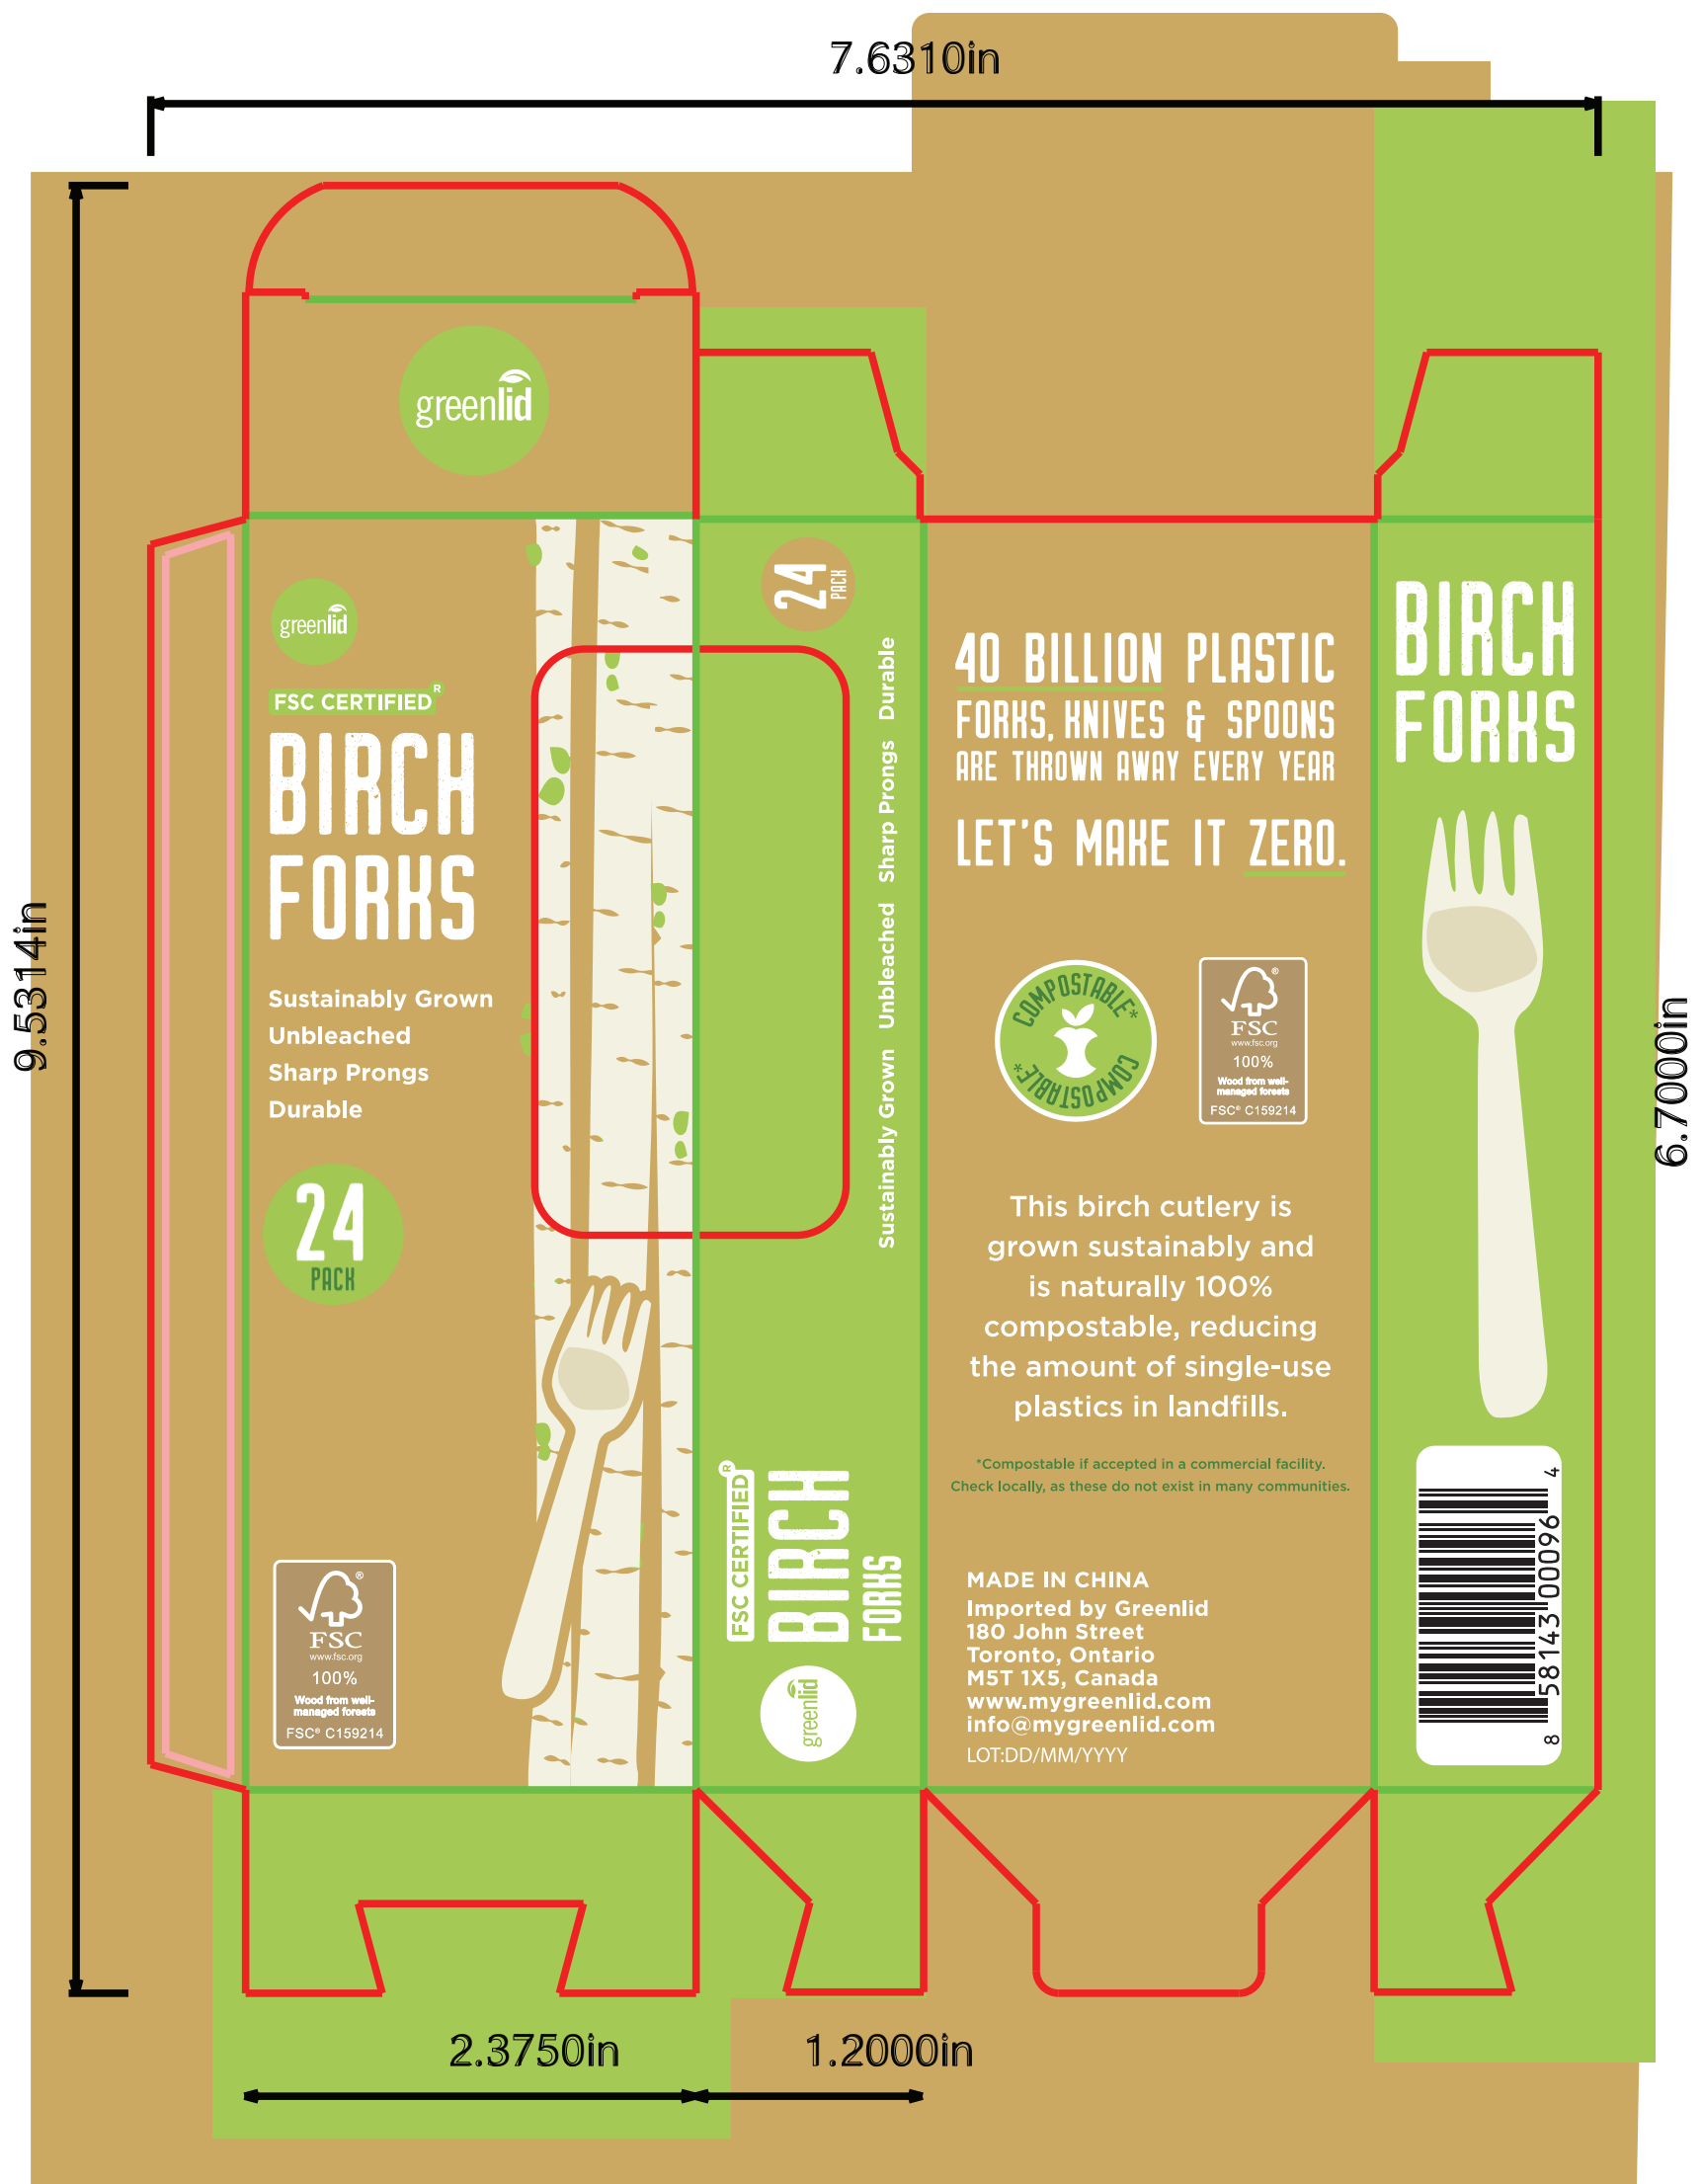 7.6310in
9.5314in
6.7000in
2.3750in
1.2000in
greenlid
greenlid
FSC CERTIFIED R
BIRCH
FORKS
Sustainably Grown
Unbleached
Sharp Prongs
Durable
24
PACK
FSC ®
www.fsc.org
100%
Wood from well-
managed forests
FSC® C159214
24
PACK
Sustainably Grown Unbleached Sharp Prongs Durable
FSC CERTIFIED R
BIRCH
FORKS
greenlid
40 BILLION PLASTIC
FORKS, KNIVES & SPOONS
ARE THROWN AWAY EVERY YEAR
LET'S MAKE IT ZERO.
COMPOSTABLE*
COMPOSTABLE*
FSC ®
www.fsc.org
100%
Wood from well-
managed forests
FSC® C159214
This birch cutlery is
grown sustainably and
is naturally 100%
compostable, reducing
the amount of single-use
plastics in landfills.
*Compostable if accepted in a commercial facility.
Check locally, as these do not exist in many communities.
MADE IN CHINA
Imported by Greenlid
180 John Street
Toronto, Ontario
M5T 1X5, Canada
www.mygreenlid.com
info@mygreenlid.com
LOT:DD/MM/YYYY
BIRCH
FORKS
8 58143 00096 4